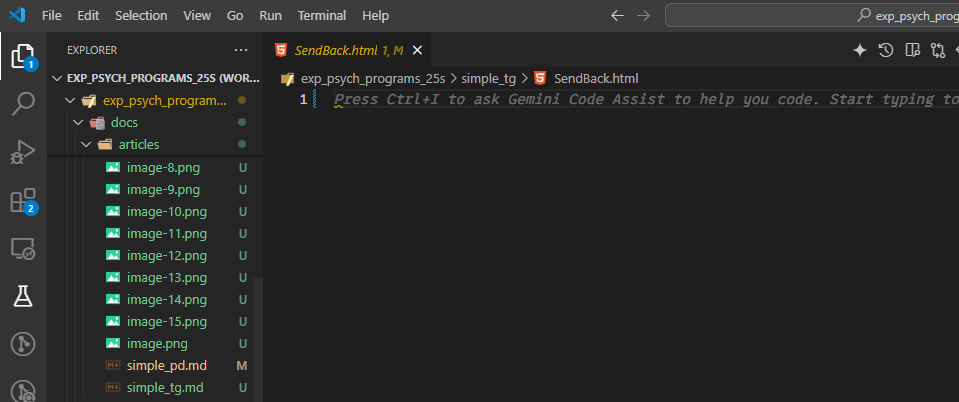 File Edit View Go Run Terminal Help
exp_psych_prog
EXPLORER ...
SendBack.html 1, M
EXP_PSYCH_PROGRAMS_25S (WOR...
exp_psych_programs_25s > simple_tg > SendBack.html
exp_psych_program...
1 Press Ctrl+I to ask Gemini Code Assist to help you code. Start typing to
docs
articles
image-8.png U
image-9.png U
image-10.png U
image-11.png U
image-12.png U
image-13.png U
image-14.png U
image-15.png U
image.png U
simple_pd.md M
simple_tg.md U
1
2